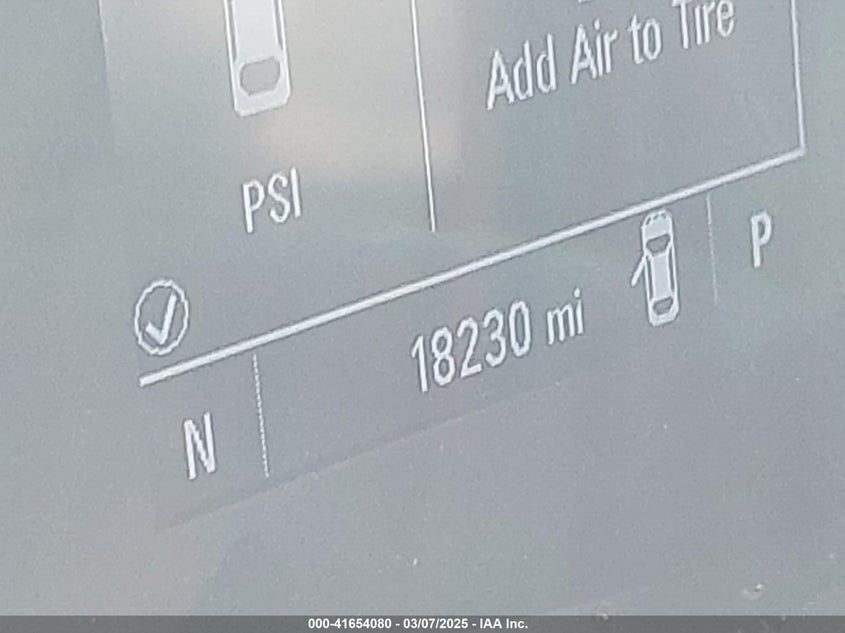 Add Air to Tire
PSI
P
18230 mi
N
000-41654080 - 03/07/2025 - IAA Inc.